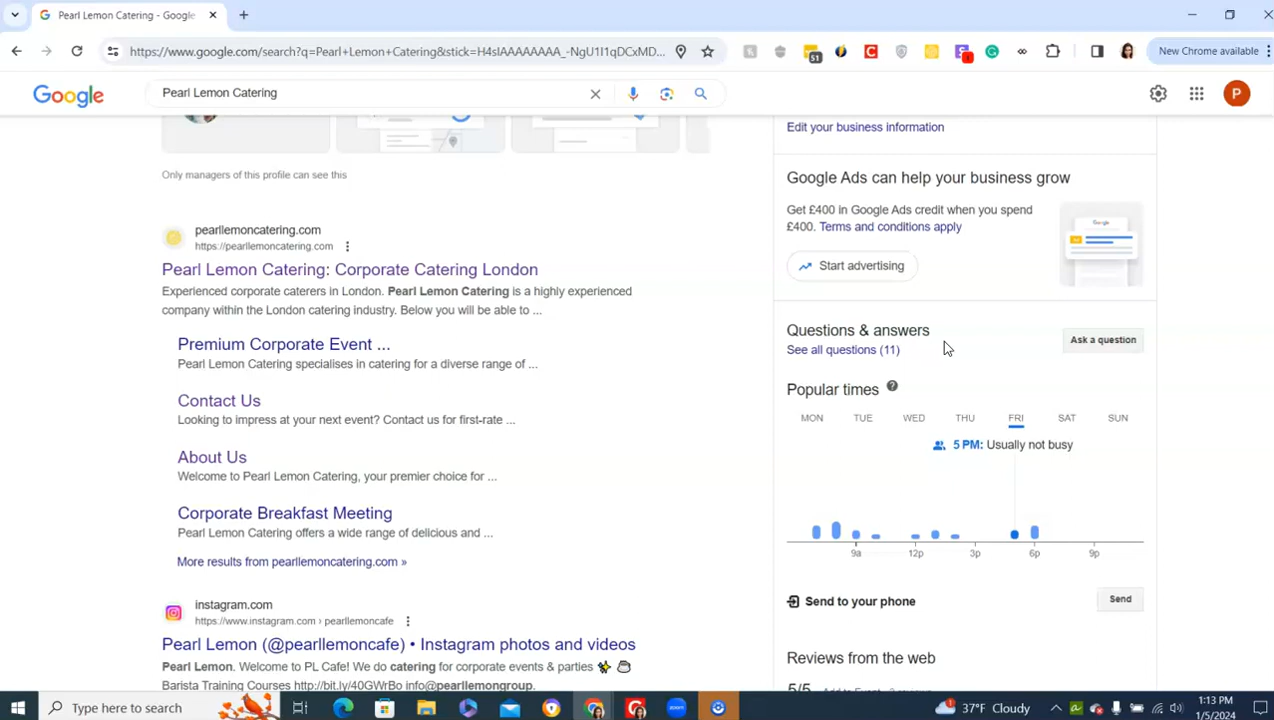 Pearl Lemon Catering - Google
https://www.google.com/search?q=Pearl+Lemon+Catering&stick=H4sIAAAAAAAA_-NgU1I1qDCxMD...
51
1
New Chrome available
Google
Pearl Lemon Catering
P
Only managers of this profile can see this
pearllemoncatering.com
https://pearllemoncatering.com
Pearl Lemon Catering: Corporate Catering London
Experienced corporate caterers in London. Pearl Lemon Catering is a highly experienced
company within the London catering industry. Below you will be able to ...
Premium Corporate Event ...
Pearl Lemon Catering specialises in catering for a diverse range of ...
Contact Us
Looking to impress at your next event? Contact us for first-rate ...
About Us
Welcome to Pearl Lemon Catering, your premier choice for ...
Corporate Breakfast Meeting
Pearl Lemon Catering offers a wide range of delicious and ...
More results from pearllemoncatering.com »
instagram.com
https://www.instagram.com › pearllemoncafe
Pearl Lemon (@pearllemoncafe) • Instagram photos and videos
Pearl Lemon. Welcome to PL Cafe! We do catering for corporate events & parties ✨ ☕
Barista Training Courses http://bit.ly/40GWrBo info@pearllemongroup.
Edit your business information
Google Ads can help your business grow
Get £400 in Google Ads credit when you spend
£400. Terms and conditions apply
Google
Start advertising
Questions & answers
See all questions (11)
Ask a question
Popular times
MON TUE WED THU FRI SAT SUN
5 PM: Usually not busy
9a 12p 3p 6p 9p
Send to your phone
Send
Reviews from the web
5/5
Type here to search
37°F Cloudy
1:13 PM
1/5/2024